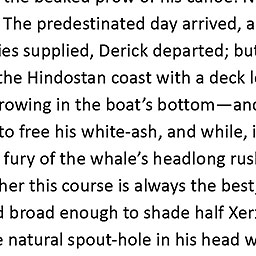 the beaked prow of his canoe. N
The predestinated day arrived, a
ies supplied, Derick departed; but
the Hindostan coast with a deck l
rowing in the boat's bottom—and
to free his white-ash, and while, i
fury of the whale's headlong rus
her this course is always the best,
d broad enough to shade half Xer
e natural spout-hole in his head w